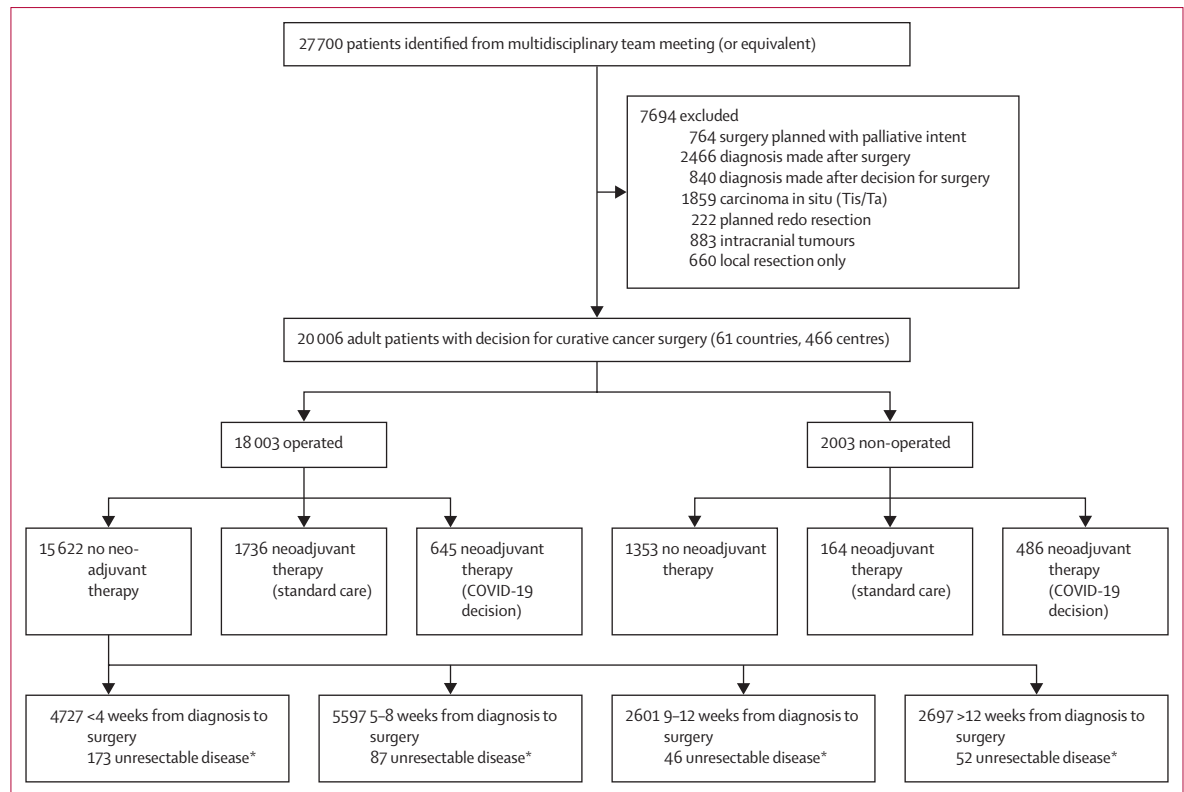 27 700 patients identified from multidisciplinary team meeting (or equivalent)
7694 excluded
764 surgery planned with palliative intent
2466 diagnosis made after surgery
840 diagnosis made after decision for surgery
1859 carcinoma in situ (Tis/Ta)
222 planned redo resection
883 intracranial tumours
660 local resection only
20 006 adult patients with decision for curative cancer surgery (61 countries, 466 centres)
18 003 operated
2003 non-operated
15 622 no neo-
adjuvant
therapy
1736 neoadjuvant
therapy
(standard care)
645 neoadjuvant
therapy
(COVID-19
decision)
1353 no neoadjuvant
therapy
164 neoadjuvant
therapy
(standard care)
486 neoadjuvant
therapy
(COVID-19
decision)
4727 <4 weeks from diagnosis to
surgery
173 unresectable disease*
5597 5–8 weeks from diagnosis to
surgery
87 unresectable disease*
2601 9–12 weeks from diagnosis to
surgery
46 unresectable disease*
2697 >12 weeks from diagnosis to
surgery
52 unresectable disease*